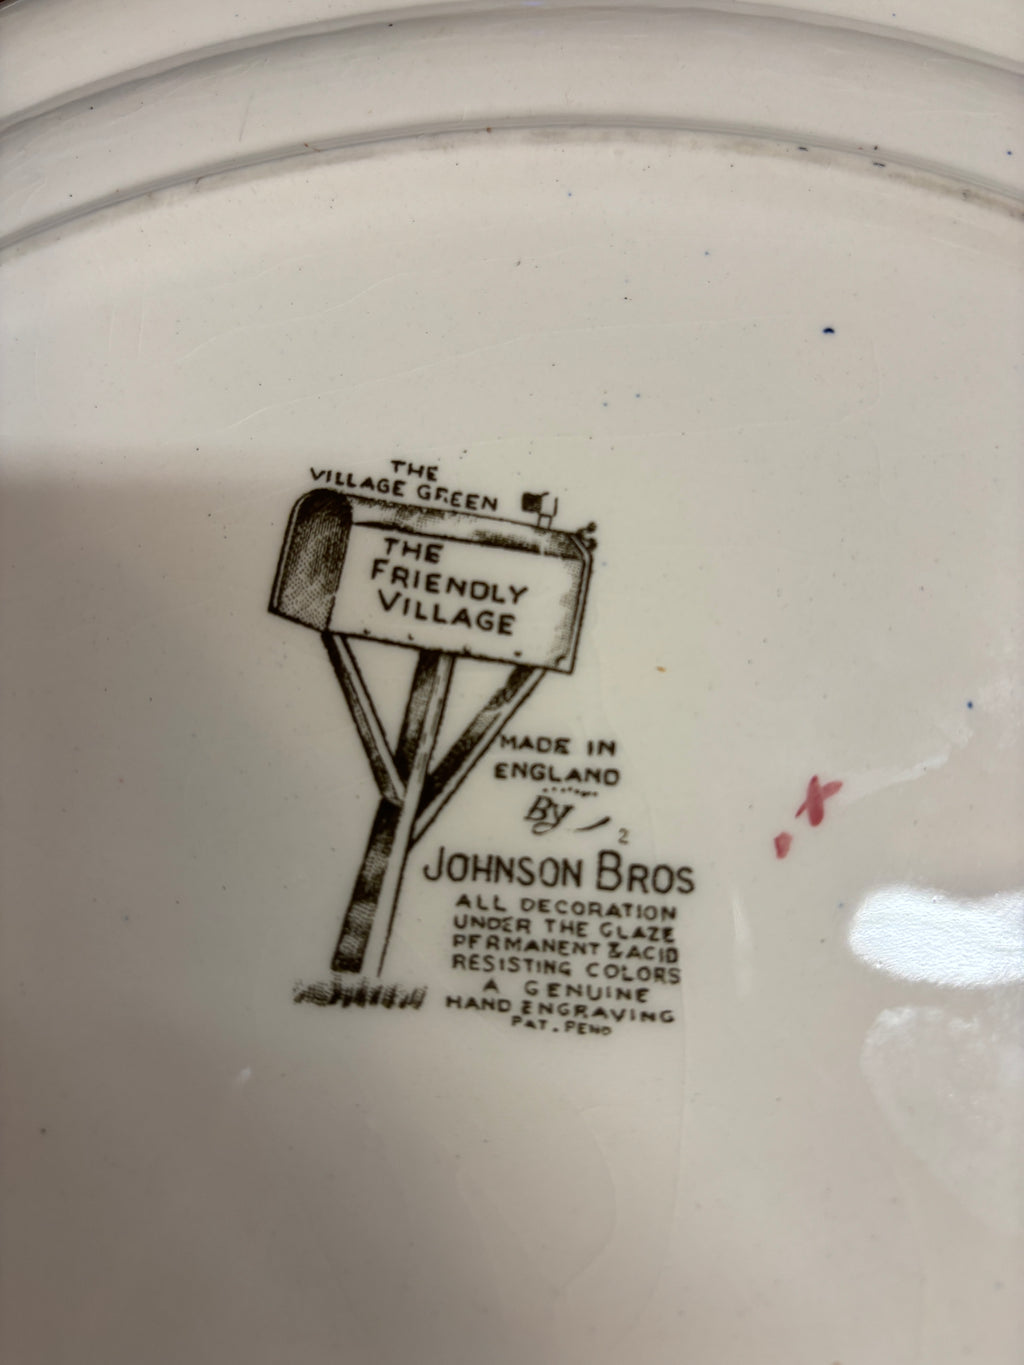 THE
VILLAGE GREEN
THE
FRIENDLY
VILLAGE
MADE IN
ENGLAND
By
2
JOHNSON BROS
ALL DECORATION
UNDER THE GLAZE
PERMANENT & ACID
RESISTING COLORS
A GENUINE
HAND ENGRAVING
PAT. PEND